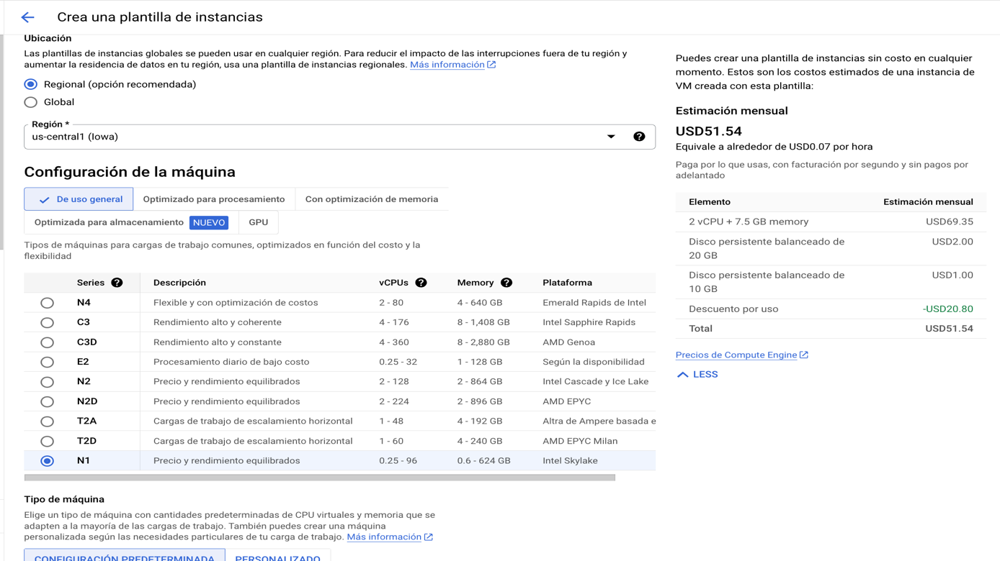 Crea una plantilla de instancias
Ubicación
Las plantillas de instancias globales se pueden usar en cualquier región. Para reducir el impacto de las interrupciones fuera de tu región y
aumentar la residencia de datos en tu región, usa una plantilla de instancias regionales. Más información
Regional (opción recomendada)
Global
Región *
us-central1 (Iowa)
Configuración de la máquina
De uso general
Optimizado para procesamiento
Con optimización de memoria
Optimizada para almacenamiento NUEVO
GPU
Tipos de máquinas para cargas de trabajo comunes, optimizados en función del costo y la
flexibilidad
Series Descripción vCPUs Memory Plataforma
N4 Flexible y con optimización de costos 2 - 80 4 - 640 GB Emerald Rapids de Intel
C3 Rendimiento alto y coherente 4 - 176 8 - 1,408 GB Intel Sapphire Rapids
C3D Rendimiento alto y constante 4 - 360 8 - 2,880 GB AMD Genoa
E2 Procesamiento diario de bajo costo 0.25 - 32 1 - 128 GB Según la disponibilidad
N2 Precio y rendimiento equilibrados 2 - 128 2 - 864 GB Intel Cascade y Ice Lake
N2D Precio y rendimiento equilibrados 2 - 224 2 - 896 GB AMD EPYC
T2A Cargas de trabajo de escalamiento horizontal 1 - 48 4 - 192 GB Altra de Ampere basada e
T2D Cargas de trabajo de escalamiento horizontal 1 - 60 4 - 240 GB AMD EPYC Milan
N1 Precio y rendimiento equilibrados 0.25 - 96 0.6 - 624 GB Intel Skylake
Tipo de máquina
Elige un tipo de máquina con cantidades predeterminadas de CPU virtuales y memoria que se
adapten a la mayoría de las cargas de trabajo. También puedes crear una máquina
personalizada según las necesidades particulares de tu carga de trabajo. Más información
CONFIGURACIÓN PREDETERMINADA
PERSONALIZADO
Puedes crear una plantilla de instancias sin costo en cualquier
momento. Estos son los costos estimados de una instancia de
VM creada con esta plantilla:
Estimación mensual
USD51.54
Equivale a alrededor de USD0.07 por hora
Paga por lo que usas, con facturación por segundo y sin pagos por
adelantado
Elemento Estimación mensual
2 vCPU + 7.5 GB memory USD69.35
Disco persistente balanceado de USD2.00
20 GB
Disco persistente balanceado de USD1.00
10 GB
Descuento por uso -USD20.80
Total USD51.54
Precios de Compute Engine
LESS